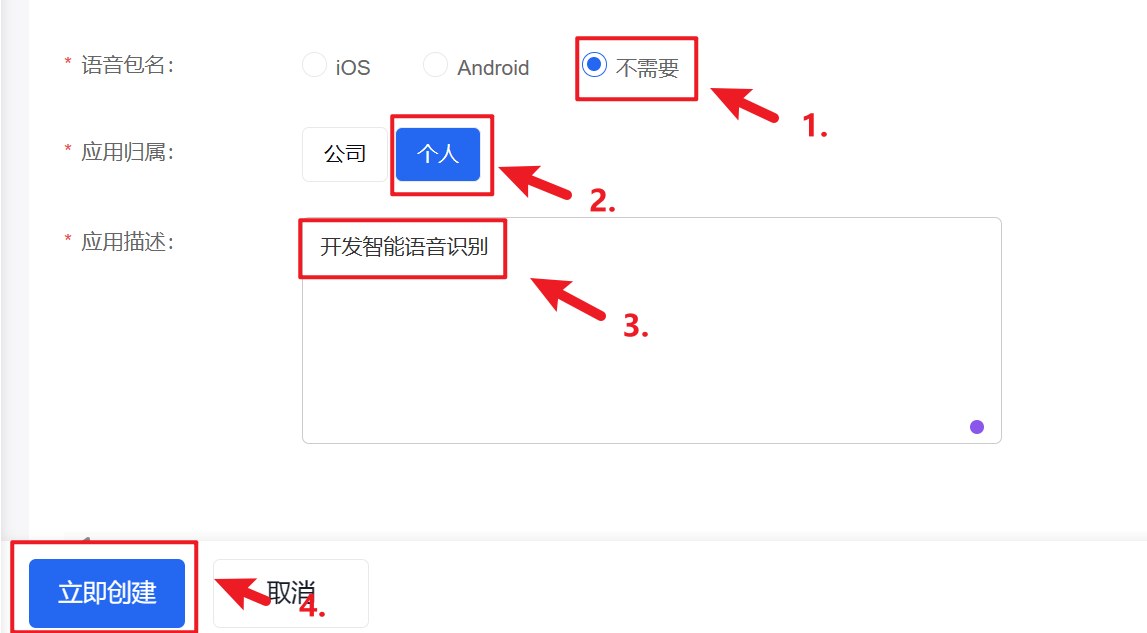 * 语音包名: iOS Android 不需要
1.
* 应用归属: 公司 个人
2.
* 应用描述: 开发智能语音识别
3.
立即创建 取消
4.